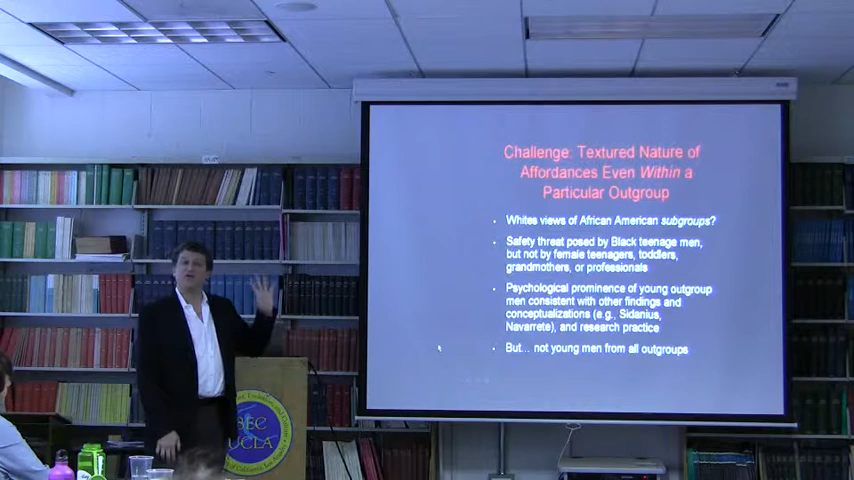 Challenge: Textured Nature of
Affordances Even Within a
Particular Outgroup
• Whites views of African American subgroups?
• Safety threat posed by Black teenage men,
but not by female teenagers, toddlers,
grandmothers, or professionals
• Psychological prominence of young outgroup
men consistent with other findings and
conceptualizations (e.g., Sidanius,
Navarrete), and research practice
• But... not young men from all outgroups
BEC
UCLA